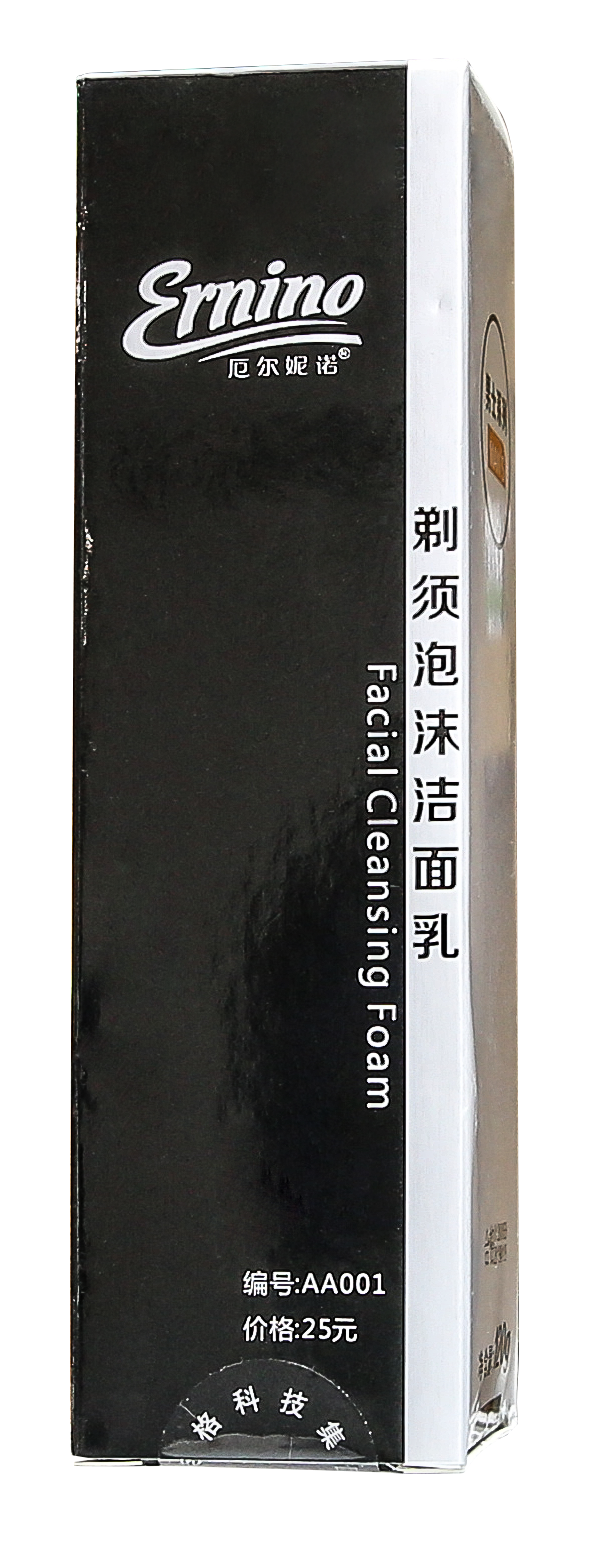 Ernino
厄尔妮诺®
剃须泡沫洁面乳
Facial Cleansing Foam
编号:AA001
价格:25元
格科技集